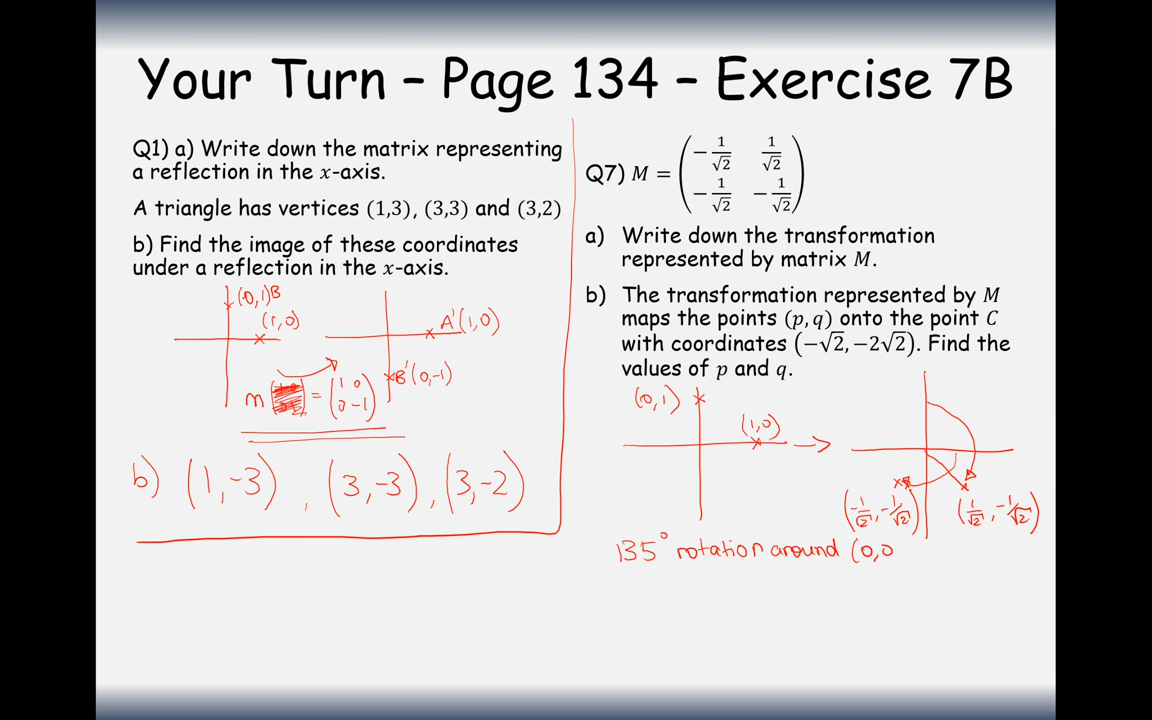 Your Turn – Page 134 – Exercise 7B
Q1) a) Write down the matrix representing
a reflection in the x-axis.
A triangle has vertices (1,3), (3,3) and (3,2)
b) Find the image of these coordinates
under a reflection in the x-axis.
(0,1)B
(1,0)
A'(1,0)
B'(0,-1)
M = (1 0
0 -1)
b) (1,-3), (3,-3), (3,-2)
Q7) M = (−1/√2 1/√2
−1/√2 −1/√2)
a) Write down the transformation
represented by matrix M.
b) The transformation represented by M
maps the points (p, q) onto the point C
with coordinates (−√2, −2√2). Find the
values of p and q.
(0,1)
(1,0)
(-1/√2, -1/√2) (1/√2, -1/√2)
135° rotation around (0,0